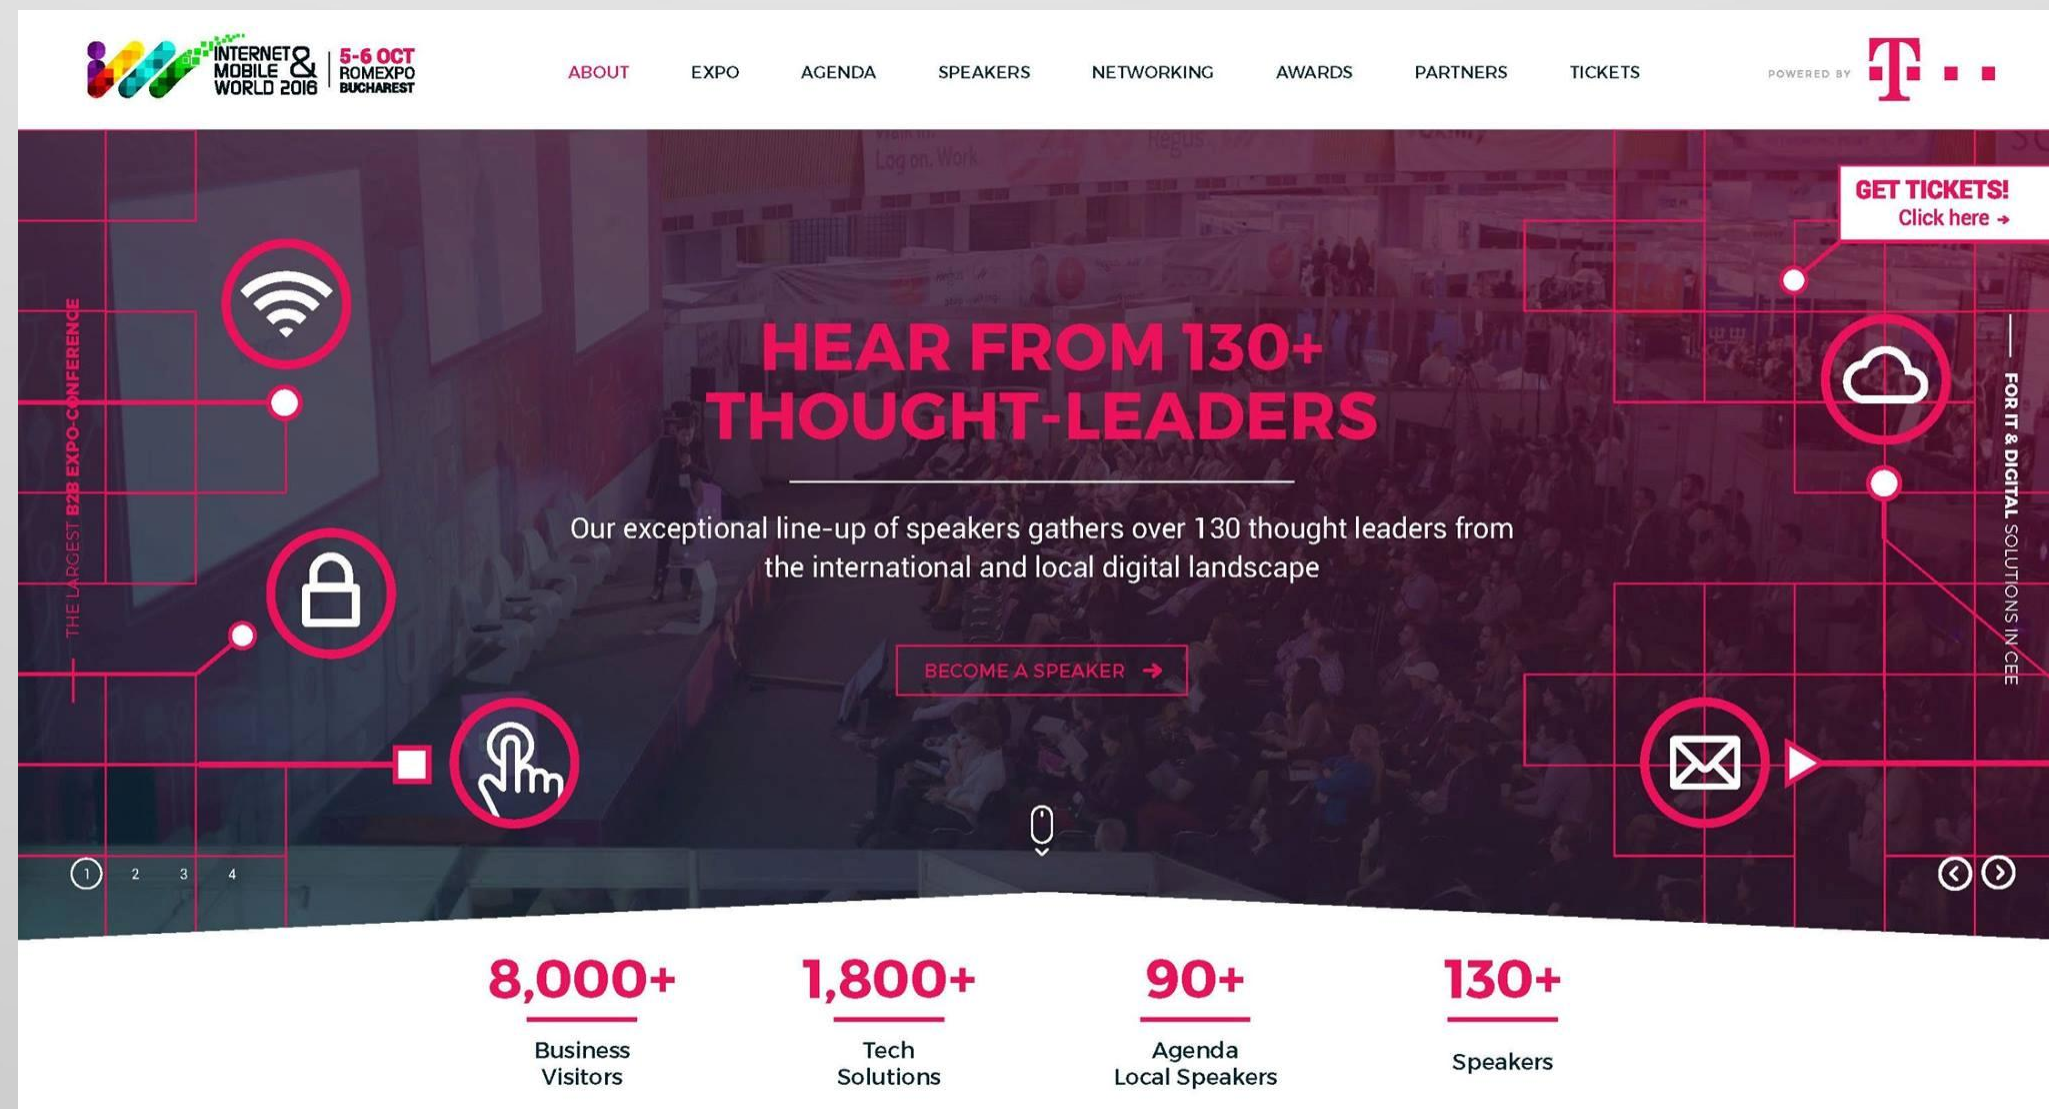 INTERNET &
MOBILE
WORLD 2016
5-6 OCT
ROMEXPO
BUCHAREST
ABOUT
EXPO
AGENDA
SPEAKERS
NETWORKING
AWARDS
PARTNERS
TICKETS
POWERED BY
T
Log on. Work
Regus
GET TICKETS!
Click here →
THE LARGEST B2B EXPO-CONFERENCE
HEAR FROM 130+
THOUGHT-LEADERS
Our exceptional line-up of speakers gathers over 130 thought leaders from
the international and local digital landscape
BECOME A SPEAKER →
FOR IT & DIGITAL SOLUTIONS IN CEE
1 2 3 4
8,000+
Business
Visitors
1,800+
Tech
Solutions
90+
Agenda
Local Speakers
130+
Speakers